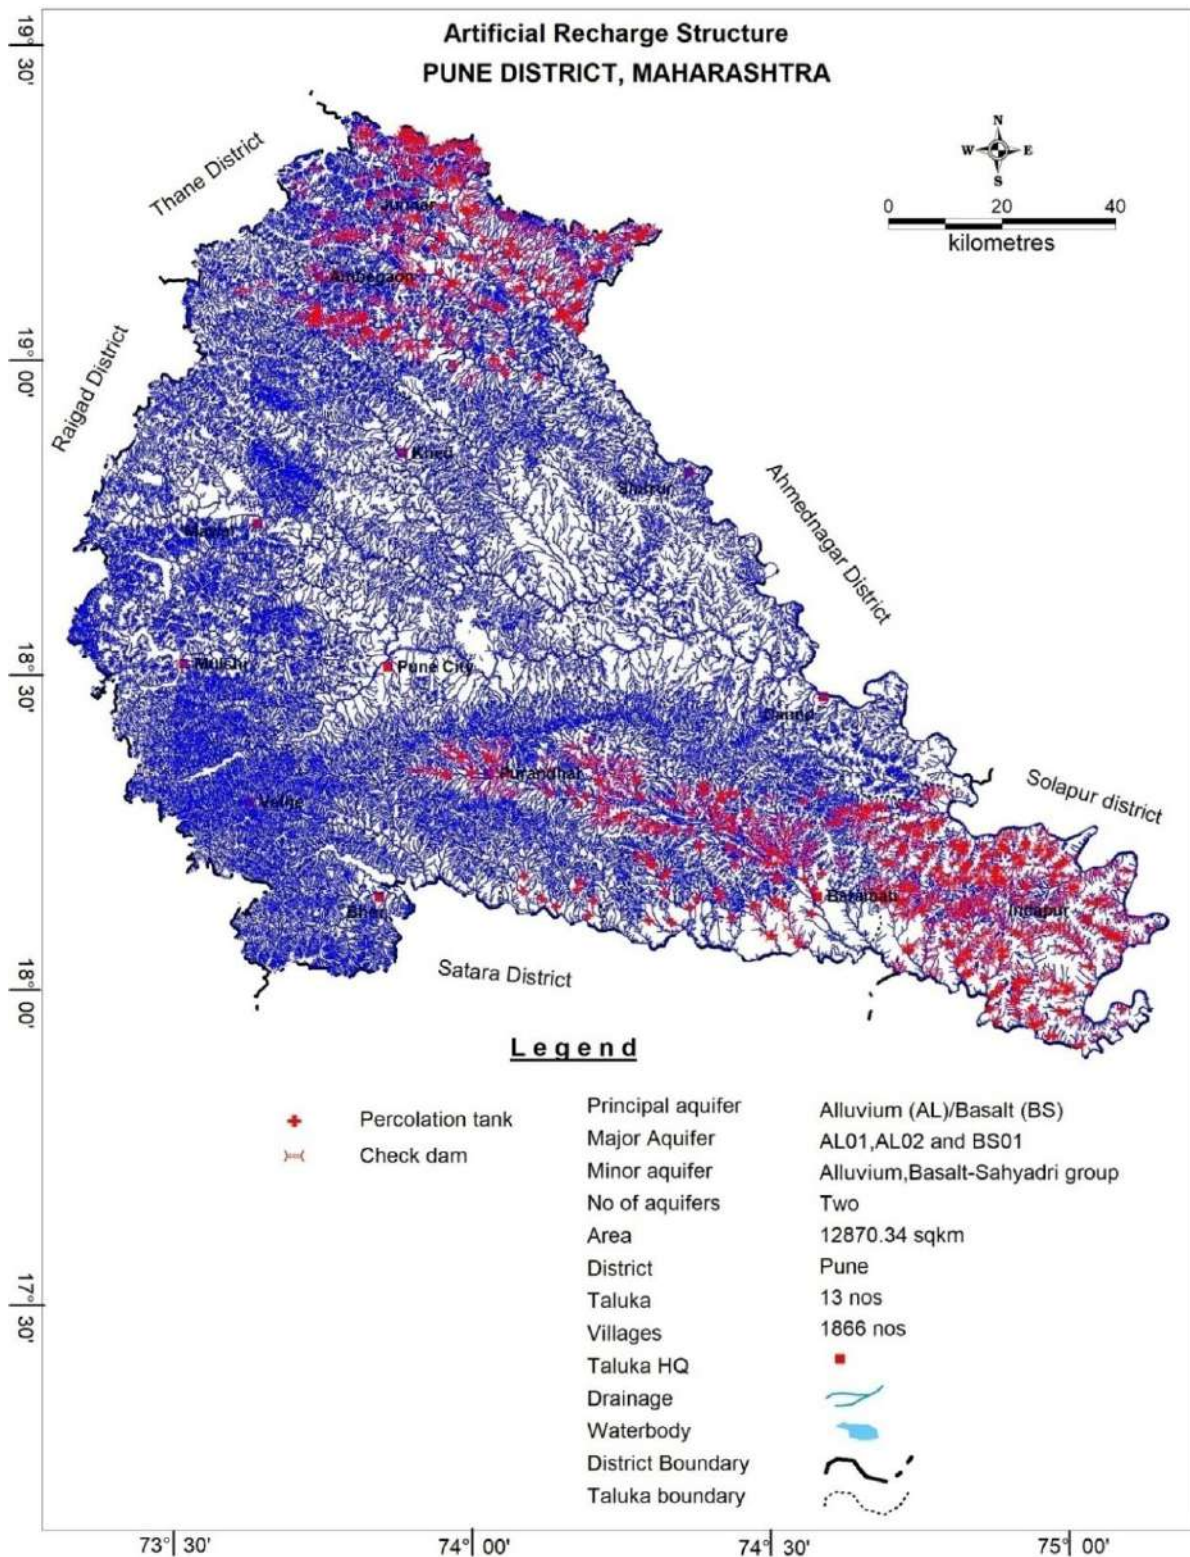 Artificial Recharge Structure
PUNE DISTRICT, MAHARASHTRA
19° 30'
19° 00'
18° 30'
18° 00'
17° 30'
N
W E
S
0 20 40
kilometres
Thane District
Raigad District
Ahmednagar District
Solapur district
Satara District
Junnar
Ambegaon
Khed
Shirur
Mawal
Mulshi
Pune City
Daund
Purandhar
Velhe
Baramati
Indapur
Bhor
Legend
Percolation tank
Check dam
Principal aquifer Alluvium (AL)/Basalt (BS)
Major Aquifer AL01,AL02 and BS01
Minor aquifer Alluvium,Basalt-Sahyadri group
No of aquifers Two
Area 12870.34 sqkm
District Pune
Taluka 13 nos
Villages 1866 nos
Taluka HQ
Drainage
Waterbody
District Boundary
Taluka boundary
73° 30' 74° 00' 74° 30' 75° 00'